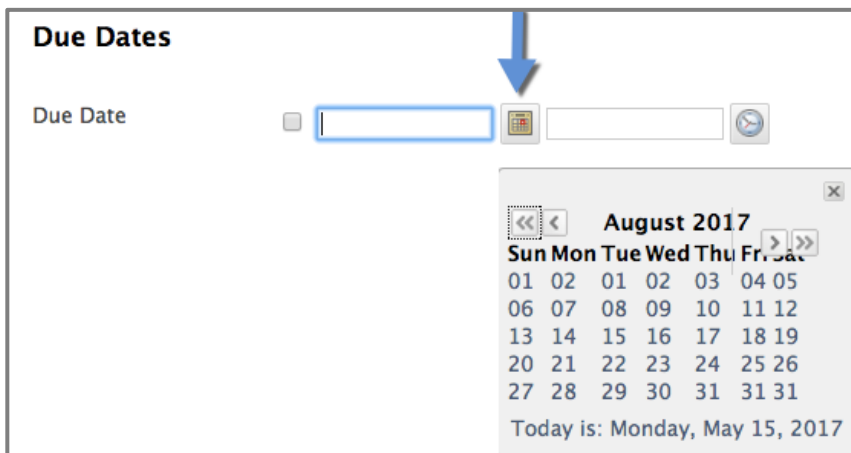 Due Dates
Due Date
August 2017
Sun Mon Tue Wed Thu Fri Sat
01 02 01 02 03 04 05
06 07 08 09 10 11 12
13 14 15 16 17 18 19
20 21 22 23 24 25 26
27 28 29 30 31 31 31
Today is: Monday, May 15, 2017